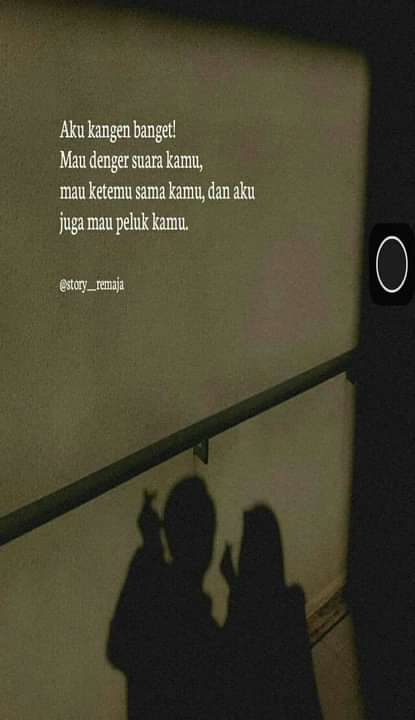 Aku kangen banget!
Mau denger suara kamu,
mau ketemu sama kamu, dan aku
juga mau peluk kamu.
@story__remaja